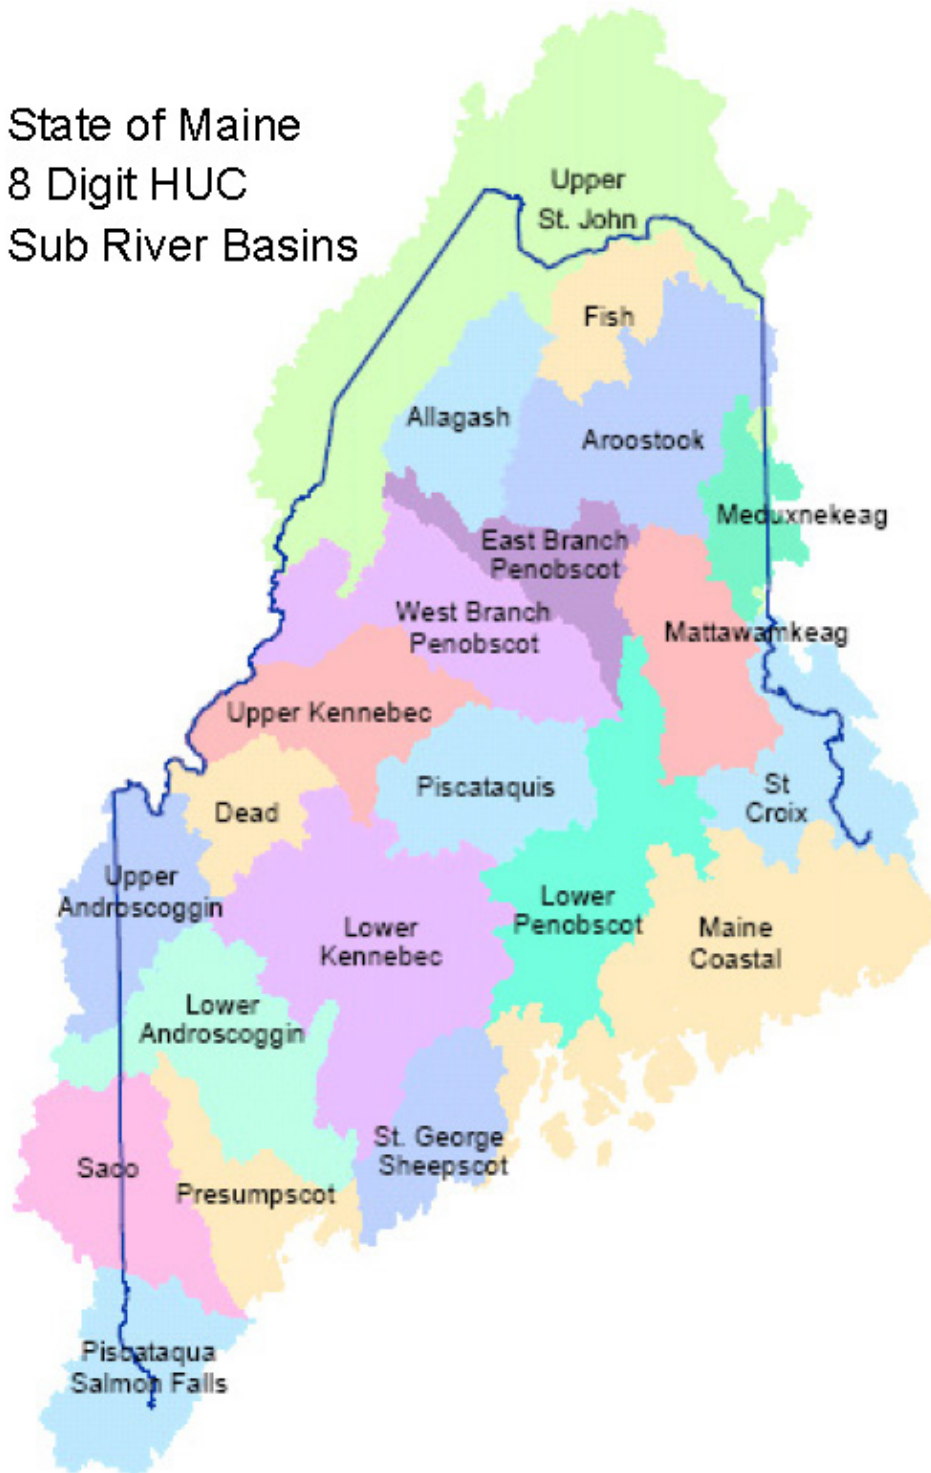 State of Maine
8 Digit HUC
Sub River Basins
Upper
St. John
Fish
Allagash
Aroostook
Meduxnekeag
East Branch
Penobscot
West Branch
Penobscot
Mattawamkeag
Upper Kennebec
Piscataquis
St
Croix
Dead
Upper
Androscoggin
Lower
Kennebec
Lower
Penobscot
Maine
Coastal
Lower
Androscoggin
St. George
Sheepscot
Saco
Presumpscot
Piscataqua
Salmon Falls